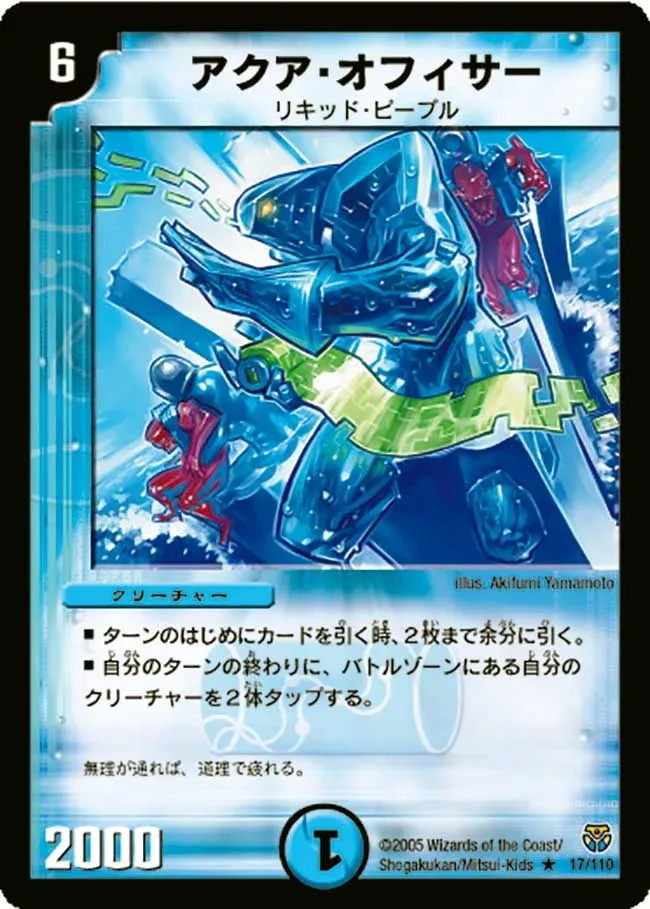 6
アクア・オフィサー
リキッド・ピープル
illus. Akifumi Yamamoto
クリーチャー
■ ターンのはじめにカードを引く時、2枚まで余分に引く。
■ 自分のターンの終わりに、バトルゾーンにある自分の
クリーチャーを2体タップする。
無理が通れば、道理で疲れる。
2000
1
©2005 Wizards of the Coast/
Shogakukan/Mitsui-Kids ★ 17/110